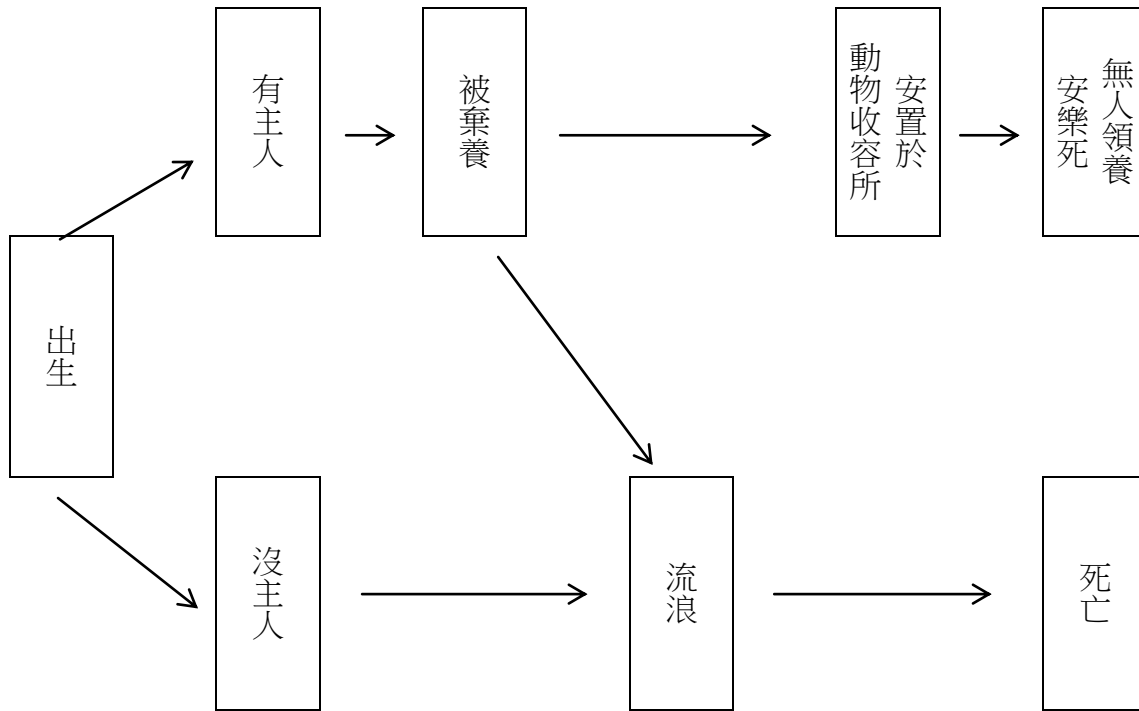 有主人
被棄養
安置於
動物收容所
無人領養
安樂死
出生
沒主人
流浪
死亡